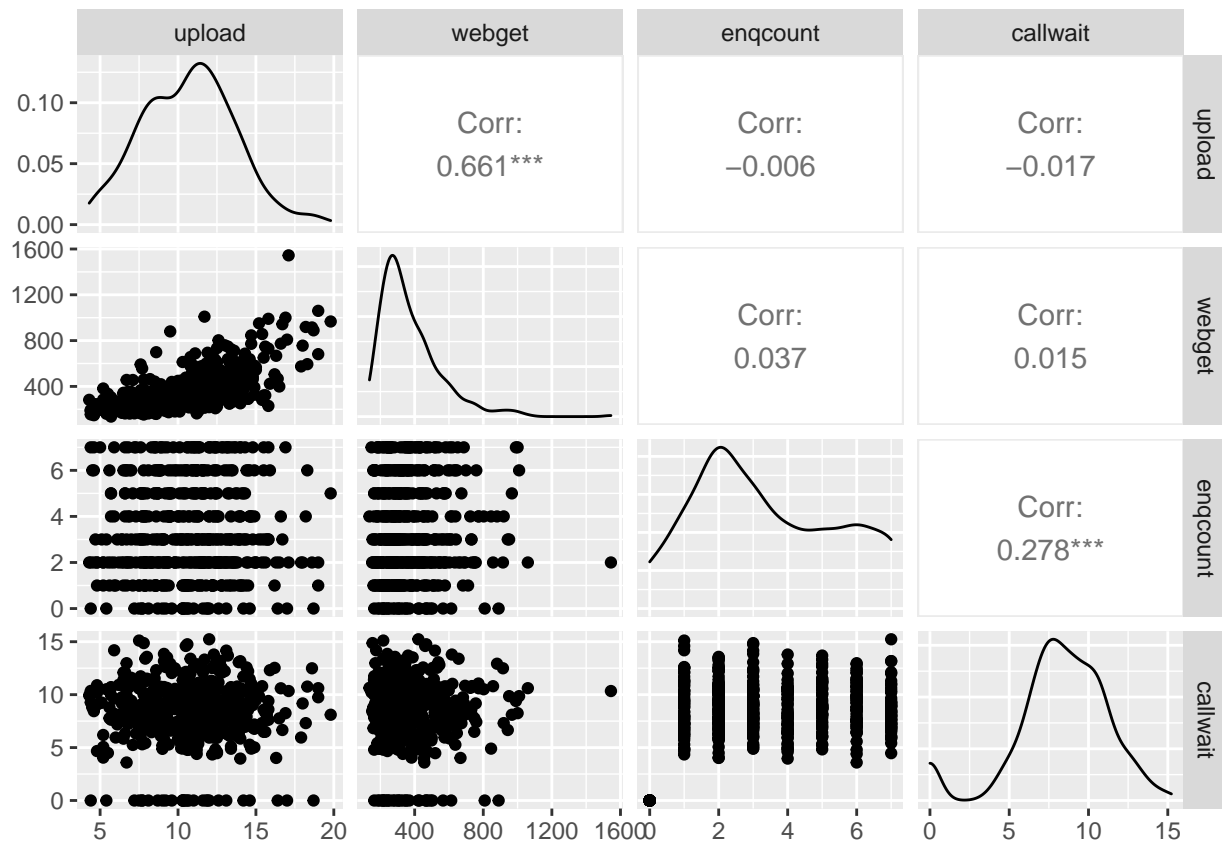 upload webget enqcount callwait
0.10
0.05
0.00
Corr:
0.661***
Corr:
−0.006
Corr:
−0.017
upload
1600
1200
800
400
Corr:
0.037
Corr:
0.015
webget
6
4
2
0
Corr:
0.278***
enqcount
15
10
5
0
callwait
5 10 15 20
400 800 1200 1600
0 2 4 6
0 5 10 15